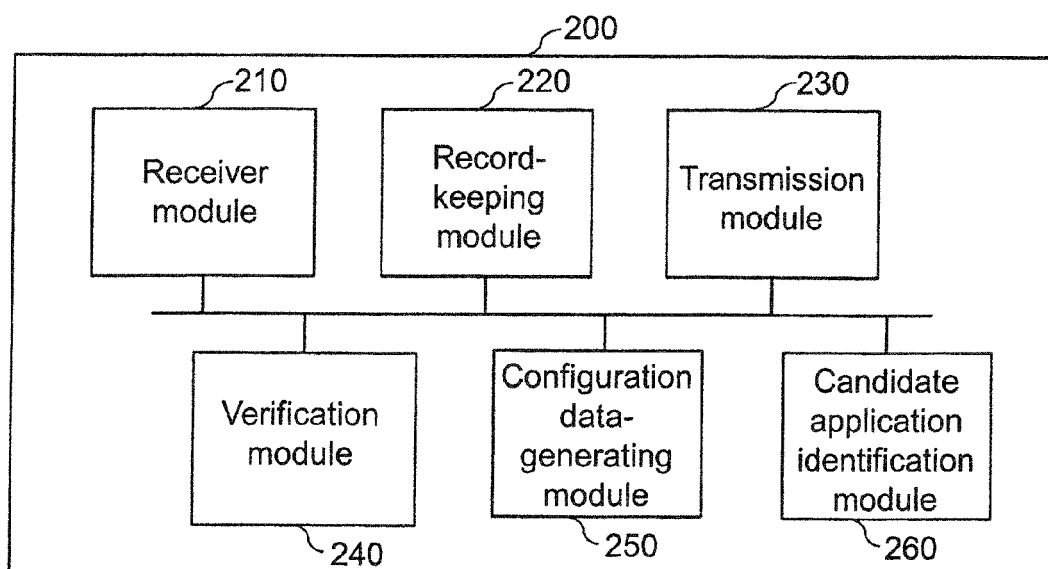 200
210
220
230
Receiver
module
Record-
keeping
module
Transmission
module
Verification
module
Configuration
data-
generating
module
Candidate
application
identification
module
240
250
260